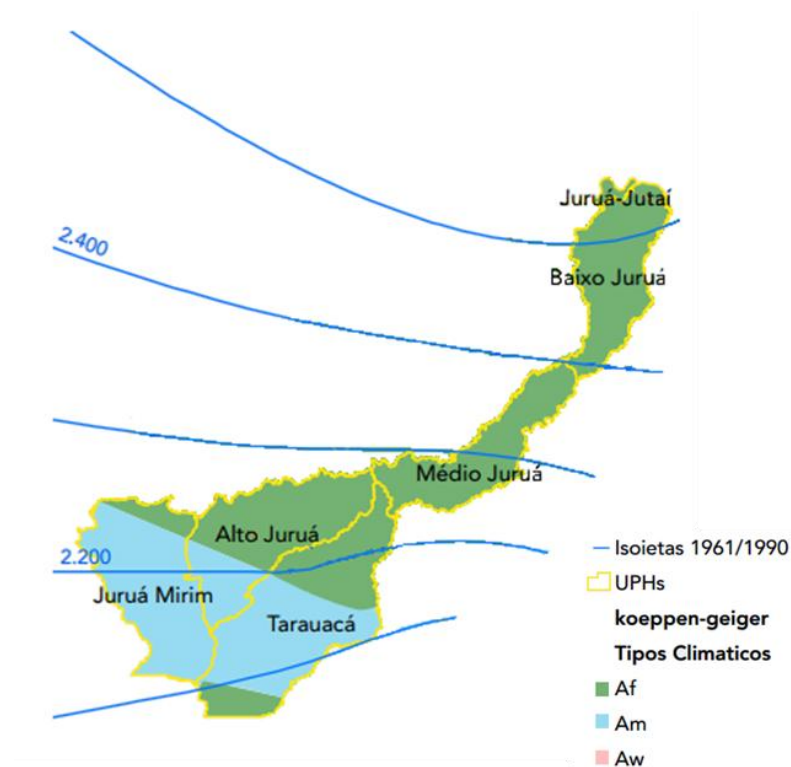 Juruá-Jutaí
2.400
Baixo Juruá
Médio Juruá
Alto Juruá
2.200
Juruá Mirim
Tarauacá
Isoietas 1961/1990
UPHs
koeppen-geiger
Tipos Climaticos
Af
Am
Aw